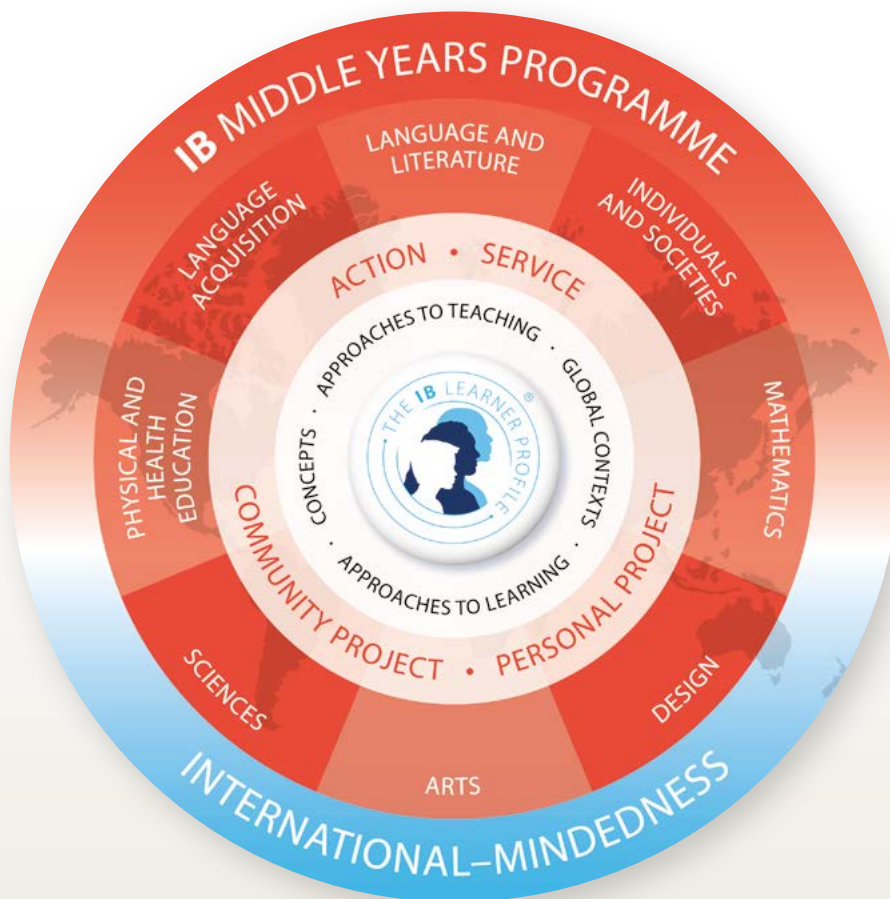 IB MIDDLE YEARS PROGRAMME
LANGUAGE AND
LITERATURE
INDIVIDUALS
AND SOCIETIES
MATHEMATICS
DESIGN
ARTS
SCIENCES
PHYSICAL AND
HEALTH
EDUCATION
LANGUAGE
ACQUISITION
ACTION • SERVICE
PERSONAL PROJECT
•
COMMUNITY PROJECT
APPROACHES TO TEACHING ·
GLOBAL CONTEXTS ·
APPROACHES TO LEARNING ·
CONCEPTS ·
• THE IB LEARNER PROFILE •
®
INTERNATIONAL–MINDEDNESS